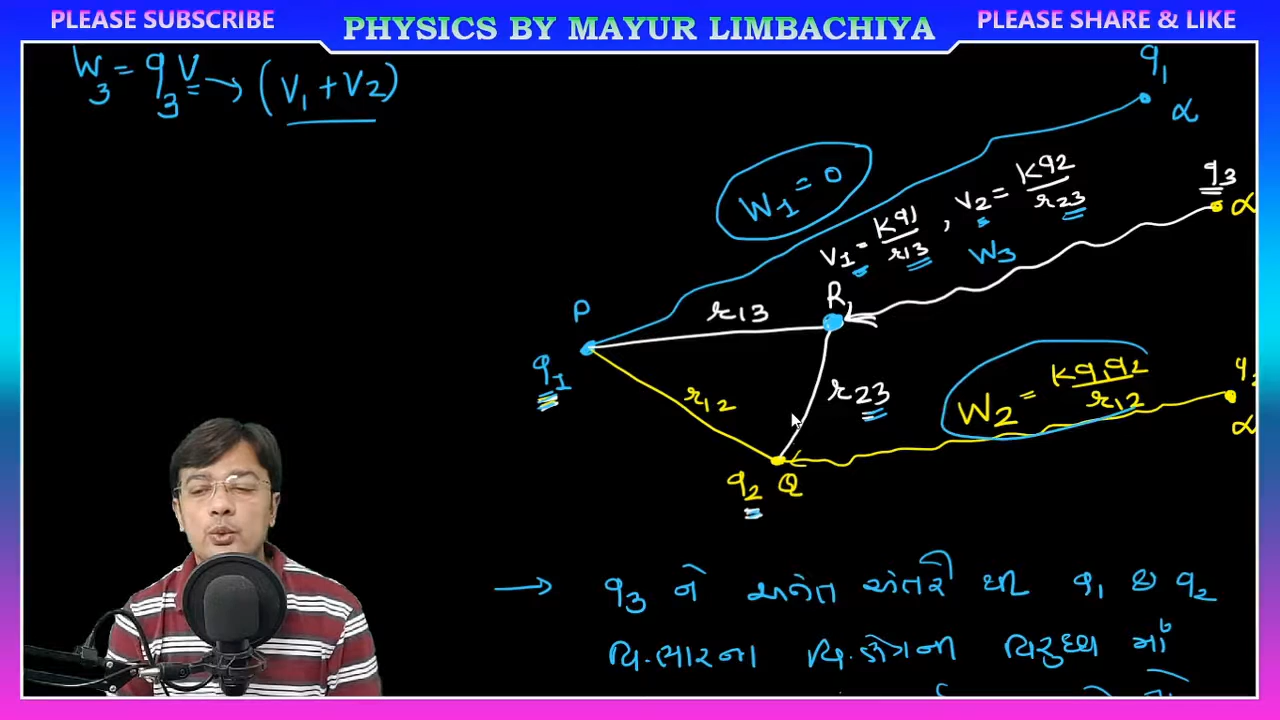 PLEASE SUBSCRIBE
PHYSICS BY MAYUR LIMBACHIYA
PLEASE SHARE & LIKE
W3 = q3V → (V1 + V2)
q1
α
W1 = 0
V1 = Kq1/r13 , V2 = Kq2/r23
q3
α
W3
P
R
r13
q1
r12
r23
W2 = Kq1q2/r12
α
q2 Q
→ q3 ને અનંત અંતરે થી q1 છ q2
વિ.ભારના વિ.ક્ષેત્રના વિરુધ્ધ માં